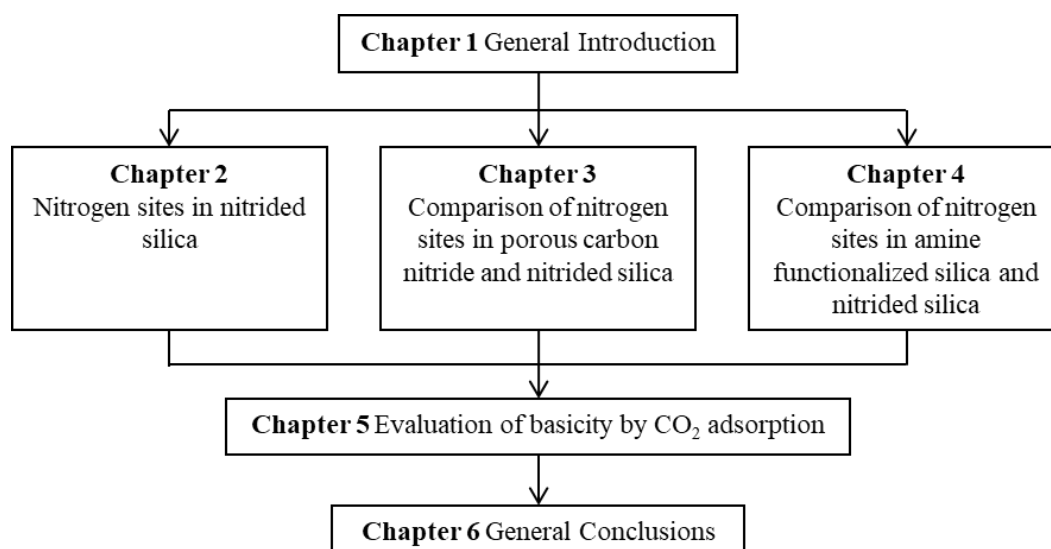 Chapter 1 General Introduction
Chapter 2
Nitrogen sites in nitrided
silica
Chapter 3
Comparison of nitrogen
sites in porous carbon
nitride and nitrided silica
Chapter 4
Comparison of nitrogen
sites in amine
functionalized silica and
nitrided silica
Chapter 5 Evaluation of basicity by CO₂ adsorption
Chapter 6 General Conclusions